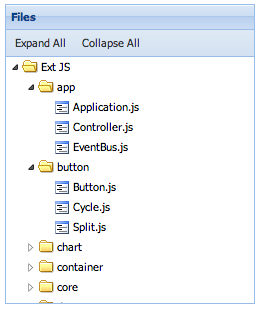 Files
Expand All Collapse All
Ext JS
app
Application.js
Controller.js
EventBus.js
button
Button.js
Cycle.js
Split.js
chart
container
core